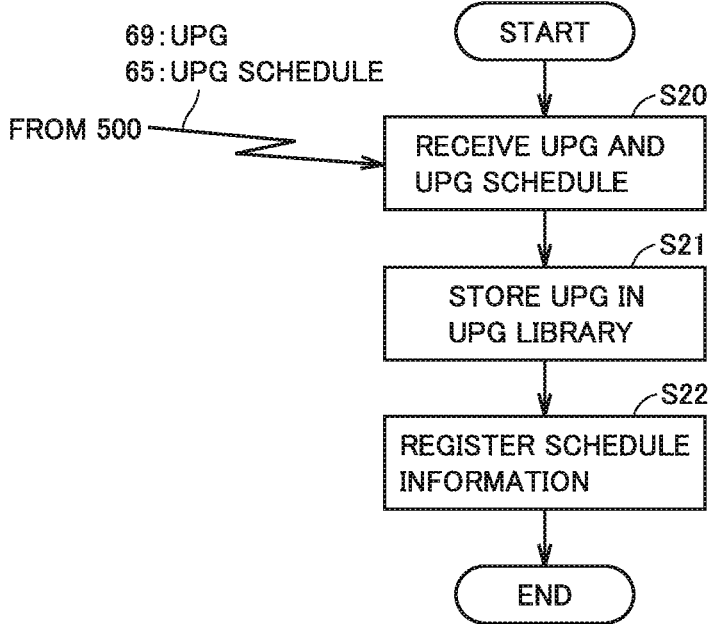 69:UPG
65:UPG SCHEDULE
FROM 500
START
S20
RECEIVE UPG AND
UPG SCHEDULE
S21
STORE UPG IN
UPG LIBRARY
S22
REGISTER SCHEDULE
INFORMATION
END